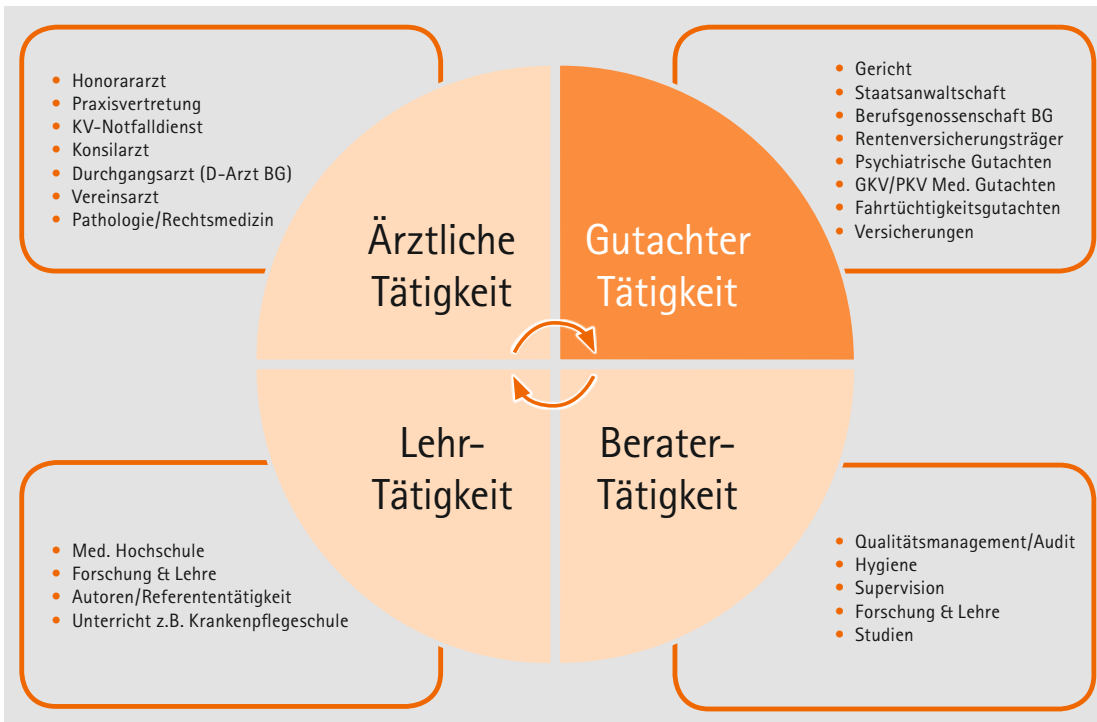 • Honorararzt
• Praxisvertretung
• KV-Notfalldienst
• Konsilarzt
• Durchgangsarzt (D-Arzt BG)
• Vereinsarzt
• Pathologie/Rechtsmedizin
• Gericht
• Staatsanwaltschaft
• Berufsgenossenschaft BG
• Rentenversicherungsträger
• Psychiatrische Gutachten
• GKV/PKV Med. Gutachten
• Fahrtüchtigkeitsgutachten
• Versicherungen
Ärztliche
Tätigkeit
Gutachter
Tätigkeit
Lehr-
Tätigkeit
Berater-
Tätigkeit
• Med. Hochschule
• Forschung & Lehre
• Autoren/Referententätigkeit
• Unterricht z.B. Krankenpflegeschule
• Qualitätsmanagement/Audit
• Hygiene
• Supervision
• Forschung & Lehre
• Studien